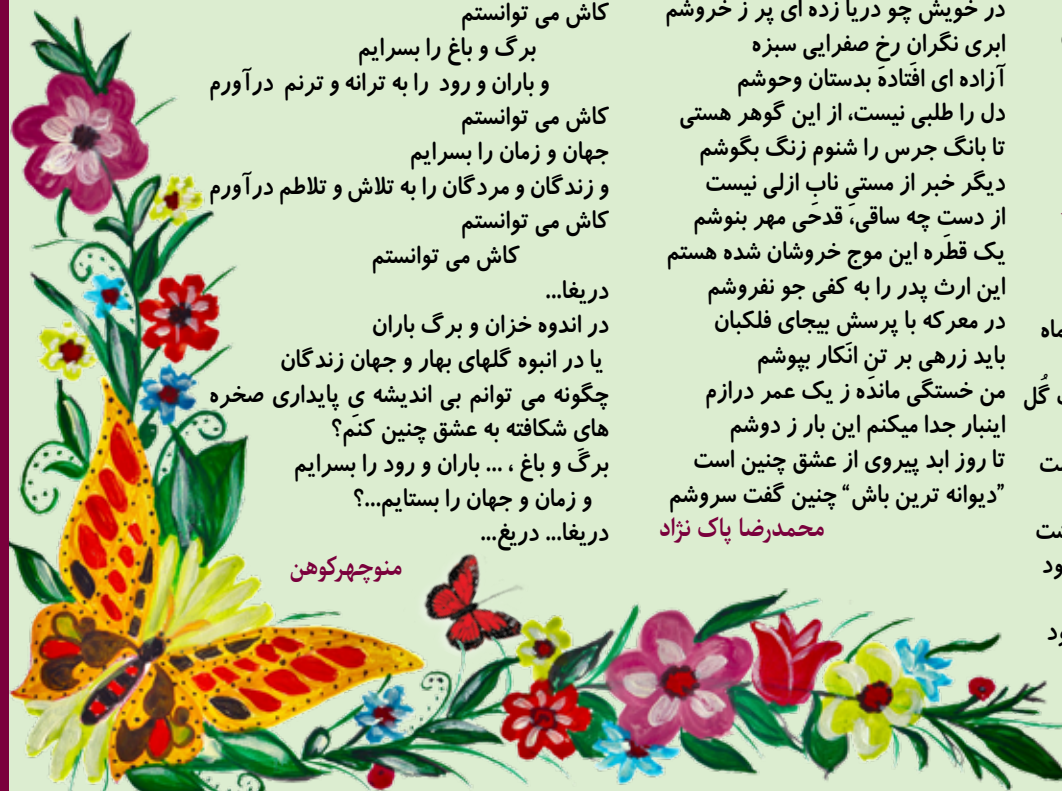 ماه
گُل
در خویش چو دریا زده ای پر ز خروشم
ابری نگرانِ رخِ صفرایی سبزه
آزاده ای افتاده بدستان وحوشم
دل را طلبی نیست، از این گوهر هستی
تا بانگ جرس را شنوم زنگ بگوشم
دیگر خبر از مستیِ نابِ ازلی نیست
از دست چه ساقی، قدحی مهر بنوشم
یک قطره این موج خروشان شده هستم
این ارث پدر را به کفی جو نفروشم
در معرکه با پرسش بیجای فلکبان
باید زرهی بر تن انکار بپوشم
من خستگی مانده ز یک عمر درازم
اینبار جدا میکنم این بار ز دوشم
تا روز ابد پیروی از عشق چنین است
”دیوانه ترین باش“ چنین گفت سروشم
محمدرضا پاک نژاد
کاش می توانستم
برگ و باغ را بسرایم
و باران و رود را به ترانه و ترنم درآورم
کاش می توانستم
جهان و زمان را بسرایم
و زندگان و مردگان را به تلاش و تلاطم درآورم
کاش می توانستم
کاش می توانستم
دریغا...
در اندوه خزان و برگ باران
یا در انبوه گلهای بهار و جهان زندگان
چگونه می توانم بی اندیشه ی پایداری صخره
های شکافته به عشق چنین کنم؟
برگ و باغ ، ... باران و رود را بسرایم
و زمان و جهان را بستایم...؟
دریغا... دریغ...
منوچهرکوهن